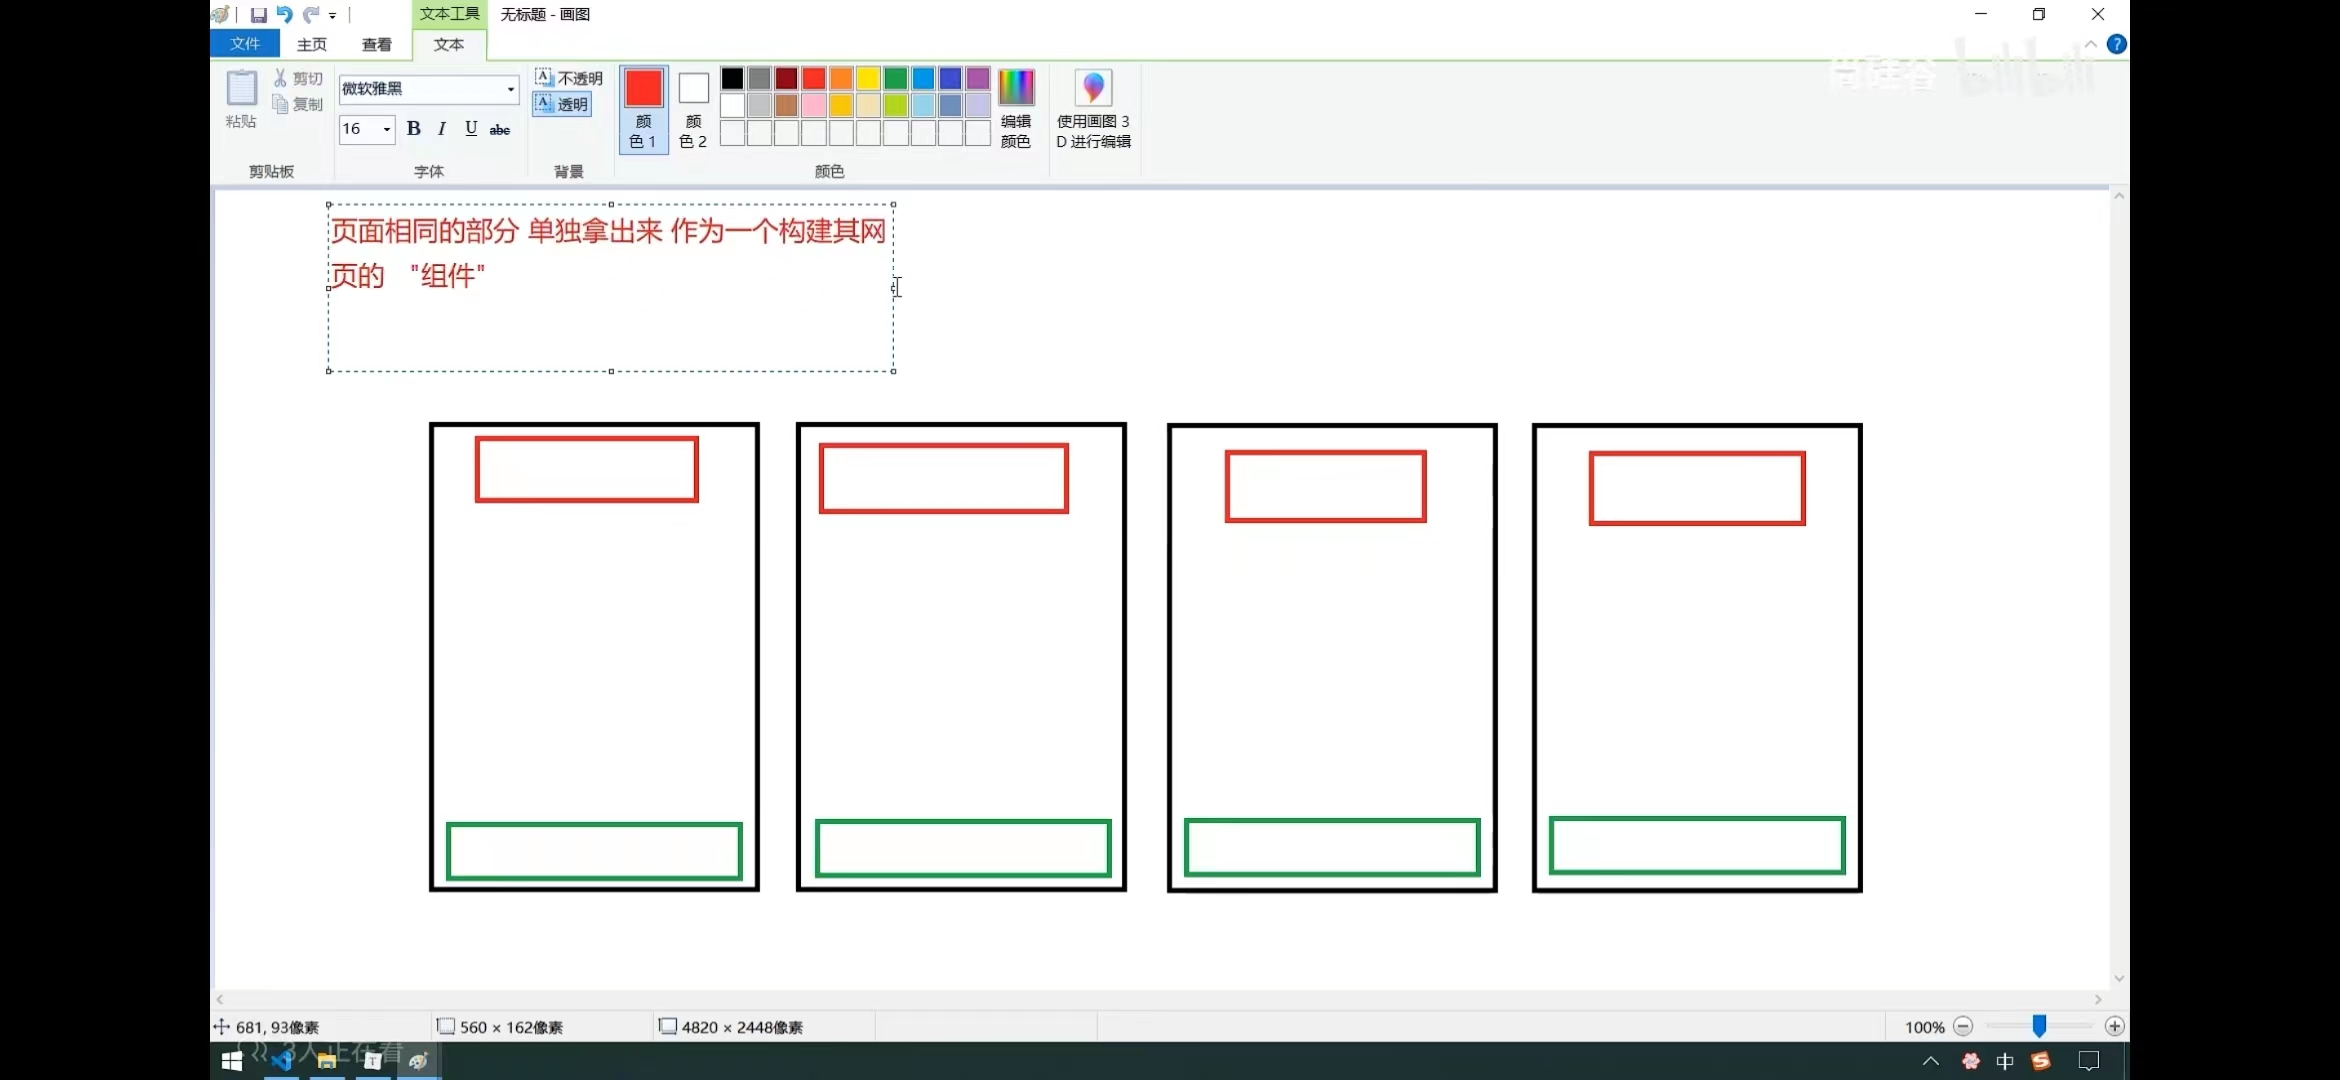 文本工具
无标题 - 画图
文件
主页
查看
文本
尚硅谷
bilibili
粘贴
剪切
复制
剪贴板
微软雅黑
16
B I U abc
字体
不透明
透明
背景
颜
色 1
颜
色 2
颜色
编辑
颜色
使用画图 3
D 进行编辑
页面相同的部分 单独拿出来 作为一个构建其网
页的 "组件"
681, 93像素
560 × 162像素
4820 × 2448像素
100%
3人正在看
中